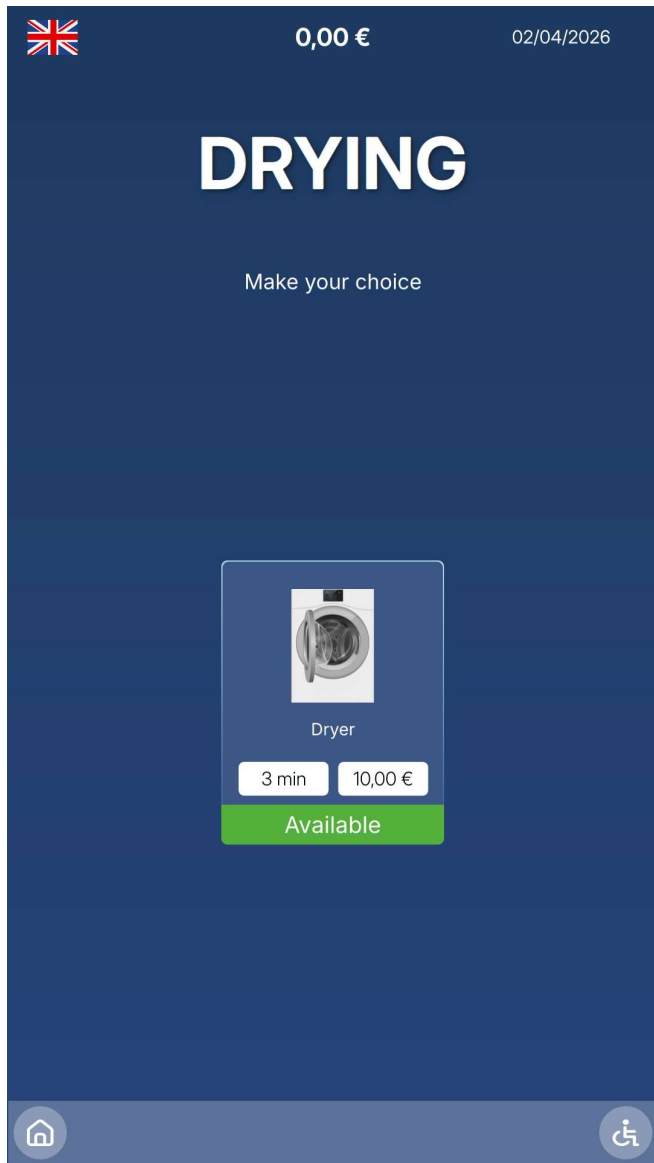 0,00 € 02/04/2026
DRYING
Make your choice
Dryer
3 min 10,00 €
Available